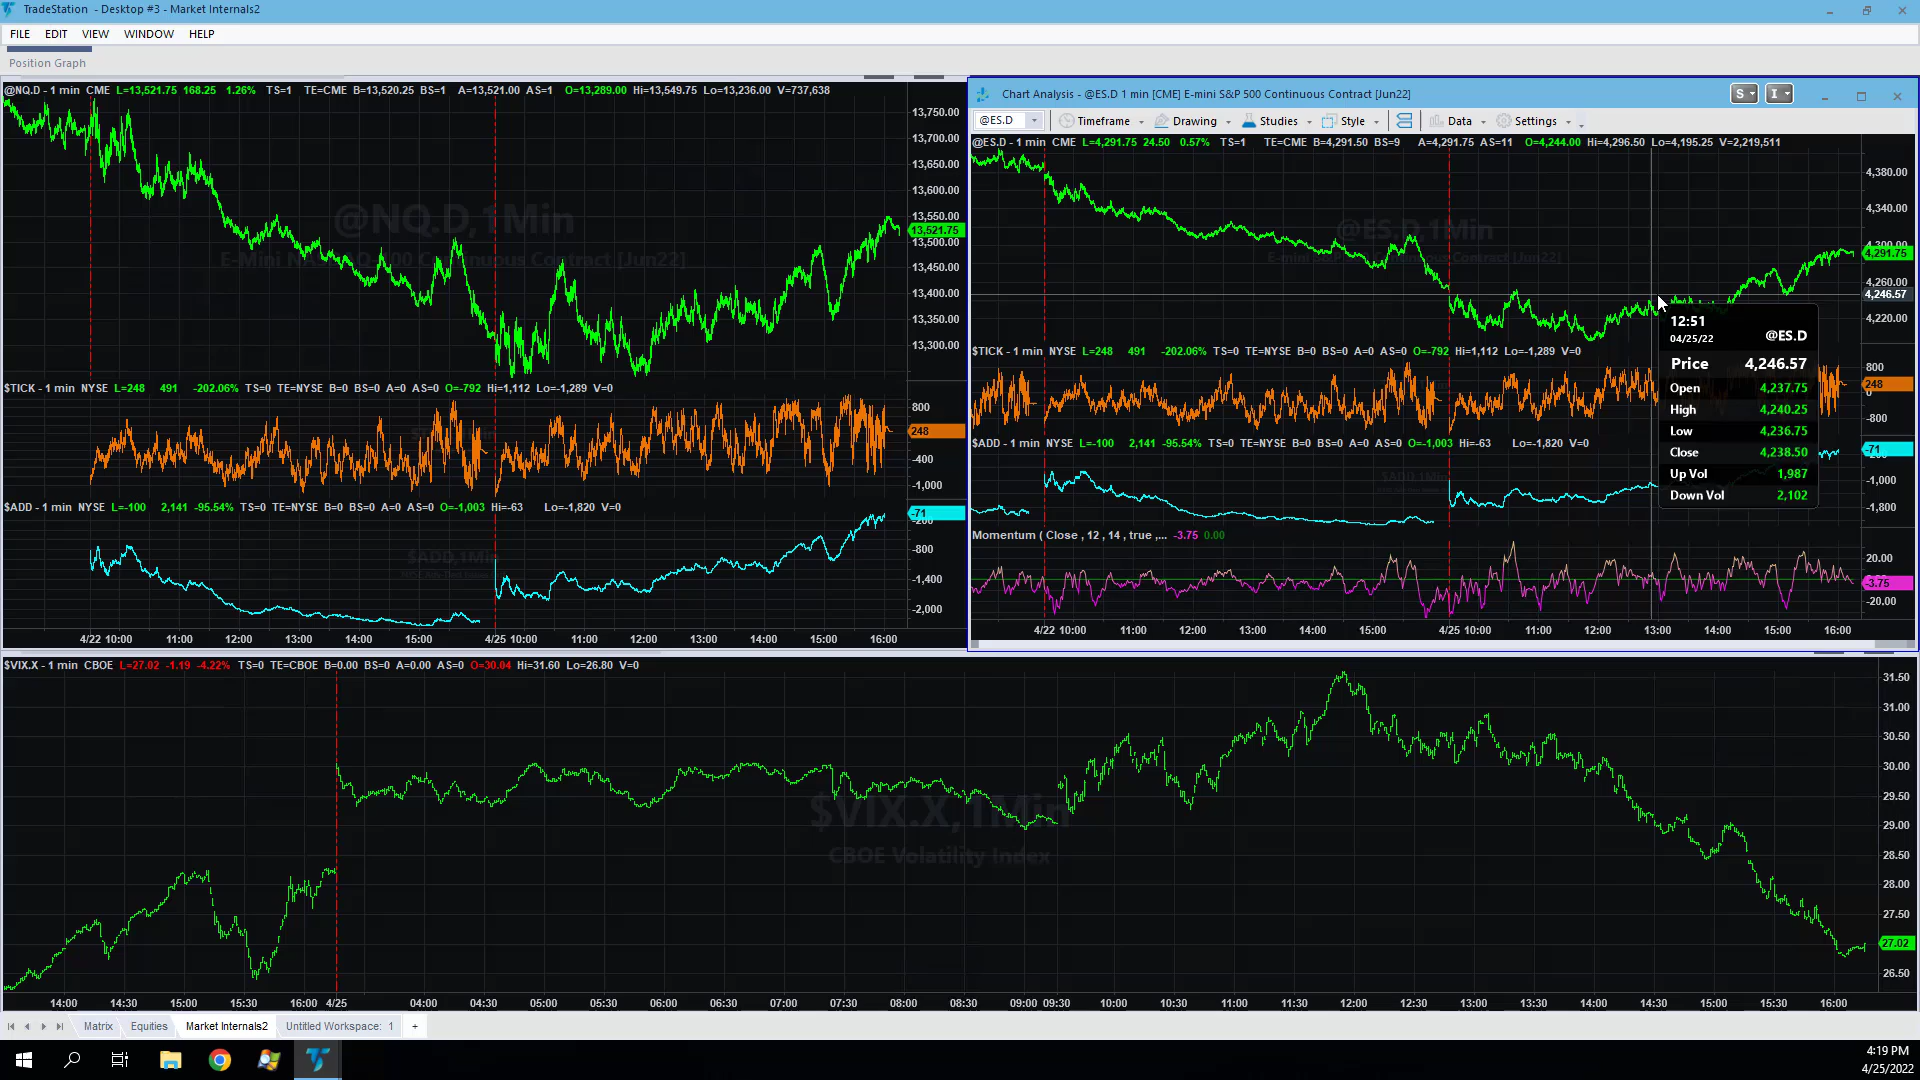 TradeStation - Desktop #3 - Market Internals2
FILE EDIT VIEW WINDOW HELP
Position Graph
@NQ.D - 1 min CME L=13,521.75 168.25 1.26% TS=1 TE=CME B=13,520.25 BS=1 A=13,521.00 AS=1 O=13,289.00 Hi=13,549.75 Lo=13,236.00 V=737,638
@NQ.D,1Min
13,750.00
13,700.00
13,650.00
13,600.00
13,550.00
13,521.75
13,500.00
13,450.00
13,400.00
13,350.00
13,300.00
$TICK - 1 min NYSE L=248 491 -202.06% TS=0 TE=NYSE B=0 BS=0 A=0 AS=0 O=-792 Hi=1,112 Lo=-1,289 V=0
800
248
-400
-1,000
$ADD - 1 min NYSE L=-100 2,141 -95.54% TS=0 TE=NYSE B=0 BS=0 A=0 AS=0 O=-1,003 Hi=-63 Lo=-1,820 V=0
$ADD,1Min
-71
-200
-800
-1,400
-2,000
4/22 10:00 11:00 12:00 13:00 14:00 15:00 4/25 10:00 11:00 12:00 13:00 14:00 15:00 16:00
Chart Analysis - @ES.D 1 min [CME] E-mini S&P 500 Continuous Contract [Jun22]
S I
@ES.D Timeframe Drawing Studies Style Data Settings
@ES.D - 1 min CME L=4,291.75 24.50 0.57% TS=1 TE=CME B=4,291.50 BS=9 A=4,291.75 AS=11 O=4,244.00 Hi=4,296.50 Lo=4,195.25 V=2,219,511
@ES.D,1Min
4,380.00
4,340.00
4,300.00
4,291.75
4,260.00
4,246.57
4,220.00
12:51
04/25/22 @ES.D
Price 4,246.57
Open 4,237.75
High 4,240.25
Low 4,236.75
Close 4,238.50
Up Vol 1,987
Down Vol 2,102
$TICK - 1 min NYSE L=248 491 -202.06% TS=0 TE=NYSE B=0 BS=0 A=0 AS=0 O=-792 Hi=1,112 Lo=-1,289 V=0
800
248
0
-800
$ADD - 1 min NYSE L=-100 2,141 -95.54% TS=0 TE=NYSE B=0 BS=0 A=0 AS=0 O=-1,003 Hi=-63 Lo=-1,820 V=0
-71
-1,000
-1,800
Momentum ( Close , 12 , 14 , true ,... -3.75 0.00
20.00
-3.75
-20.00
4/22 10:00 11:00 12:00 13:00 14:00 15:00 4/25 10:00 11:00 12:00 13:00 14:00 15:00 16:00
$VIX.X - 1 min CBOE L=27.02 -1.19 -4.22% TS=0 TE=CBOE B=0.00 BS=0 A=0.00 AS=0 O=30.04 Hi=31.60 Lo=26.80 V=0
$VIX.X,1Min
CBOE Volatility Index
31.50
31.00
30.50
30.00
29.50
29.00
28.50
28.00
27.50
27.02
26.50
14:00 14:30 15:00 15:30 16:00 4/25 04:00 04:30 05:00 05:30 06:00 06:30 07:00 07:30 08:00 08:30 09:00 09:30 10:00 10:30 11:00 11:30 12:00 12:30 13:00 13:30 14:00 14:30 15:00 15:30 16:00
Matrix Equities Market Internals2 Untitled Workspace: 1 +
4:19 PM
4/25/2022